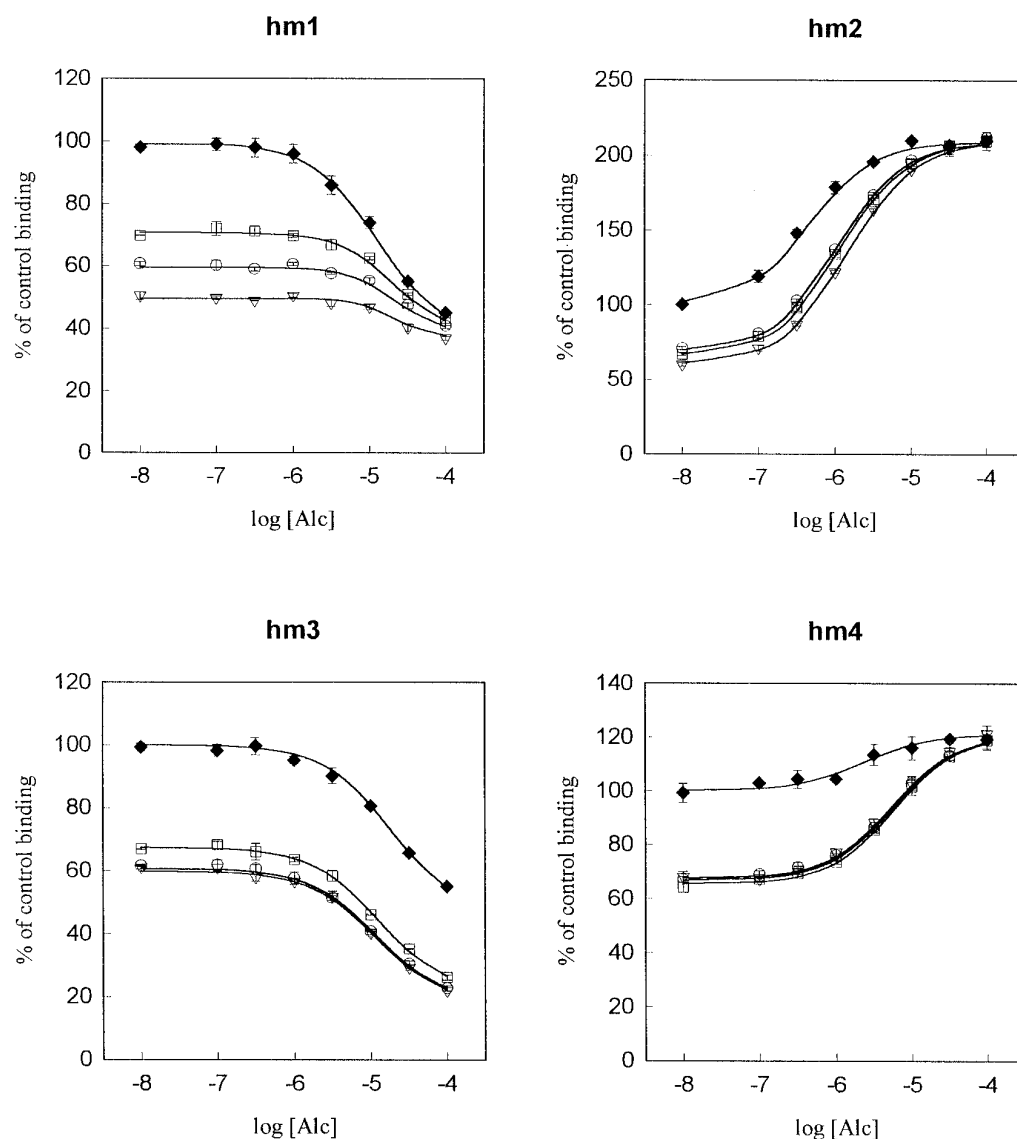 hm1
120
100
80
60
40
20
0
% of control binding
-8 -7 -6 -5 -4
log [Alc]
hm2
250
200
150
100
50
0
% of control binding
-8 -7 -6 -5 -4
log [Alc]
hm3
120
100
80
60
40
20
0
% of control binding
-8 -7 -6 -5 -4
log [Alc]
hm4
140
120
100
80
60
40
20
0
% of control binding
-8 -7 -6 -5 -4
log [Alc]